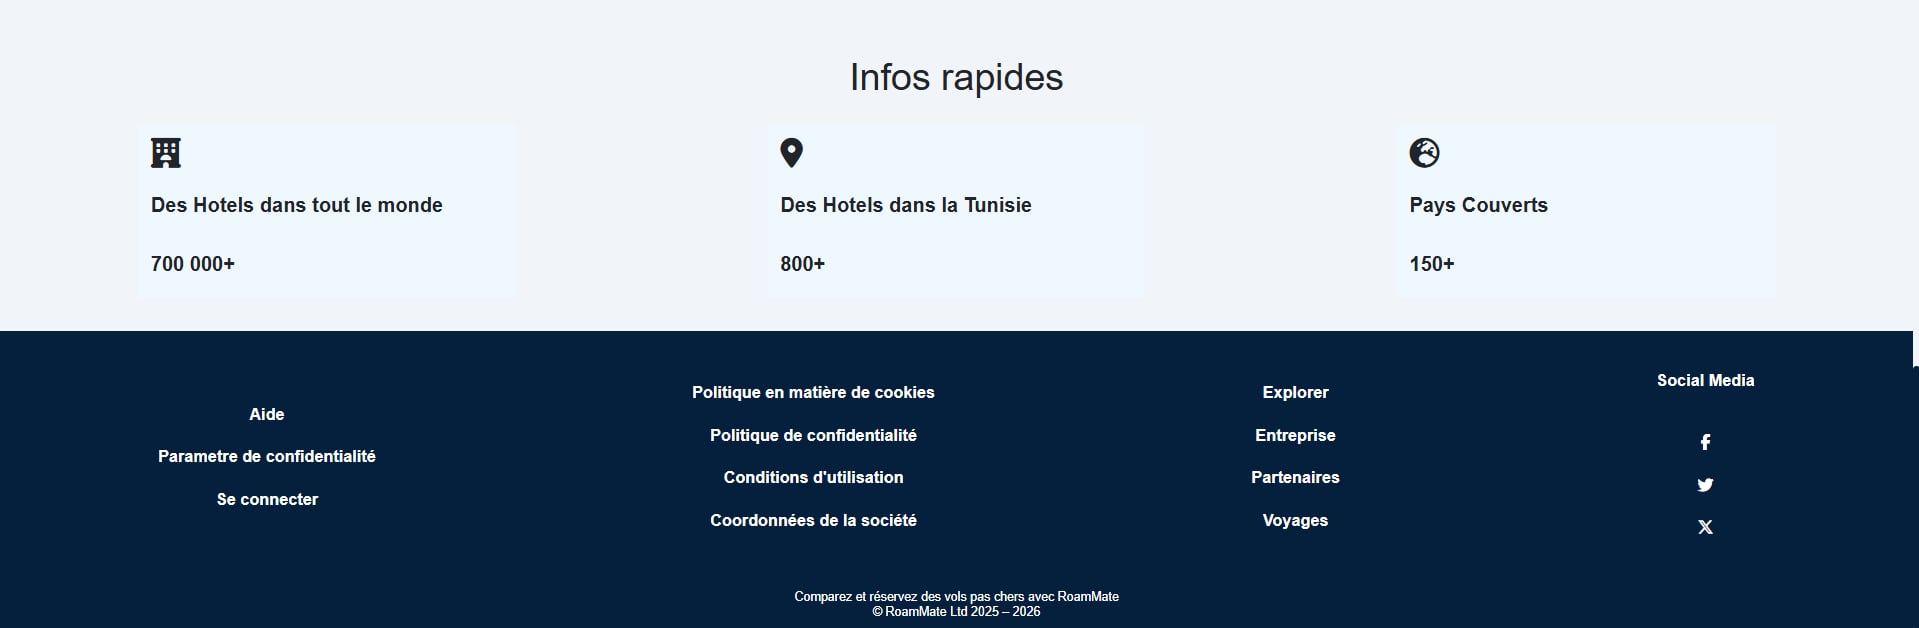 Infos rapides
Des Hotels dans tout le monde
700 000+
Des Hotels dans la Tunisie
800+
Pays Couverts
150+
Aide
Parametre de confidentialité
Se connecter
Politique en matière de cookies
Politique de confidentialité
Conditions d'utilisation
Coordonnées de la société
Explorer
Entreprise
Partenaires
Voyages
Social Media
Comparez et réservez des vols pas chers avec RoamMate
© RoamMate Ltd 2025 – 2026